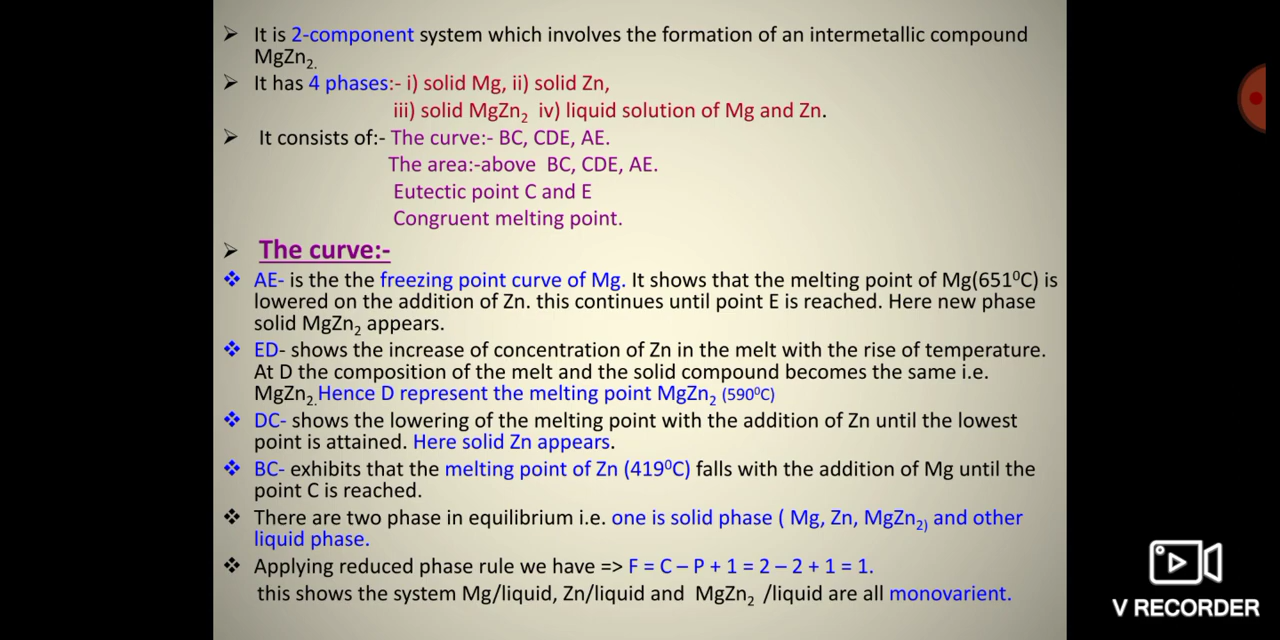 ➢ It is 2-component system which involves the formation of an intermetallic compound
MgZn₂.
➢ It has 4 phases:- i) solid Mg, ii) solid Zn,
iii) solid MgZn₂ iv) liquid solution of Mg and Zn.
➢ It consists of:- The curve:- BC, CDE, AE.
The area:-above BC, CDE, AE.
Eutectic point C and E
Congruent melting point.
➢ The curve:-
❖ AE- is the the freezing point curve of Mg. It shows that the melting point of Mg(651⁰C) is
lowered on the addition of Zn. this continues until point E is reached. Here new phase
solid MgZn₂ appears.
❖ ED- shows the increase of concentration of Zn in the melt with the rise of temperature.
At D the composition of the melt and the solid compound becomes the same i.e.
MgZn₂.Hence D represent the melting point MgZn₂ (590⁰C)
❖ DC- shows the lowering of the melting point with the addition of Zn until the lowest
point is attained. Here solid Zn appears.
❖ BC- exhibits that the melting point of Zn (419⁰C) falls with the addition of Mg until the
point C is reached.
❖ There are two phase in equilibrium i.e. one is solid phase ( Mg, Zn, MgZn₂₎ and other
liquid phase.
❖ Applying reduced phase rule we have => F = C – P + 1 = 2 – 2 + 1 = 1.
this shows the system Mg/liquid, Zn/liquid and MgZn₂ /liquid are all monovarient.
V RECORDER